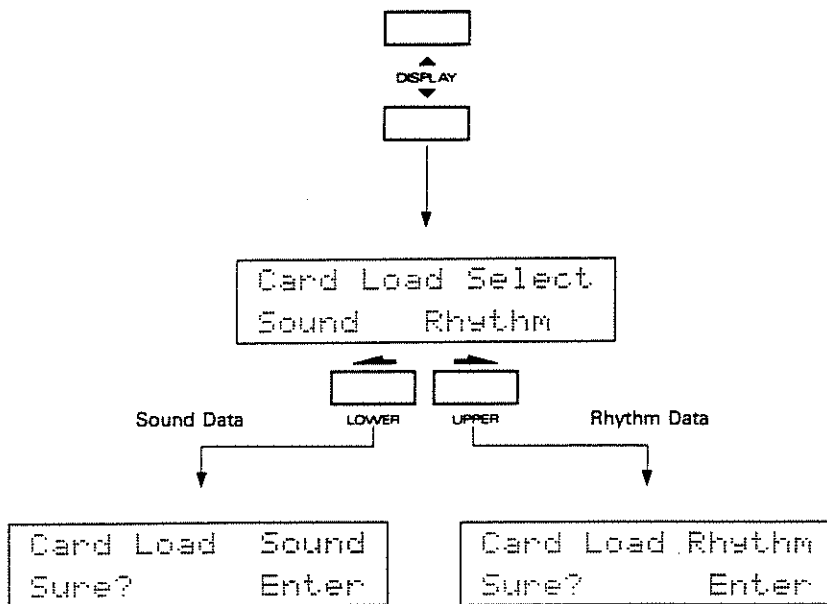 DISPLAY
Card Load Select
Sound Rhythm
LOWER UPPER
Sound Data Rhythm Data
Card Load Sound
Sure? Enter
Card Load Rhythm
Sure? Enter